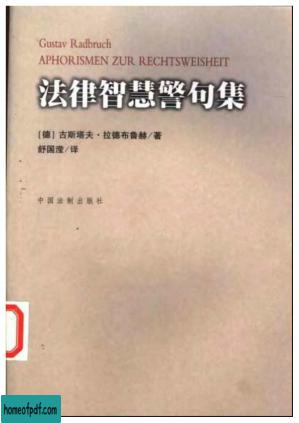 Gustav Radbruch
APHORISMEN ZUR RECHTSWEISHEIT
法律智慧警句集
[德] 古斯塔夫·拉德布鲁赫/著
舒国滢/译
中国法制出版社
homeofpdf.com